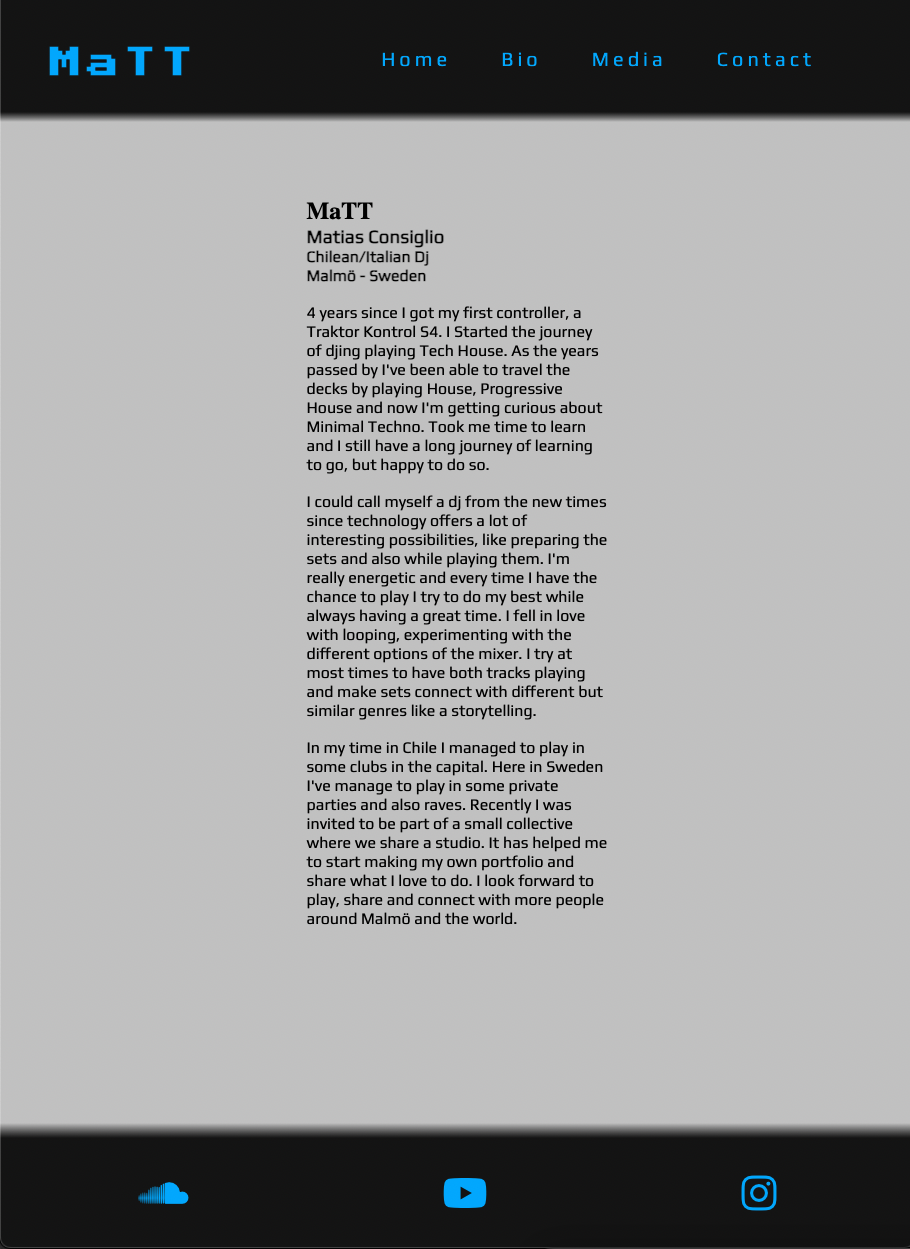 MaTT
Home Bio Media Contact
MaTT
Matias Consiglio
Chilean/Italian Dj
Malmö - Sweden
4 years since I got my first controller, a
Traktor Kontrol S4. I Started the journey
of djing playing Tech House. As the years
passed by I've been able to travel the
decks by playing House, Progressive
House and now I'm getting curious about
Minimal Techno. Took me time to learn
and I still have a long journey of learning
to go, but happy to do so.
I could call myself a dj from the new times
since technology offers a lot of
interesting possibilities, like preparing the
sets and also while playing them. I'm
really energetic and every time I have the
chance to play I try to do my best while
always having a great time. I fell in love
with looping, experimenting with the
different options of the mixer. I try at
most times to have both tracks playing
and make sets connect with different but
similar genres like a storytelling.
In my time in Chile I managed to play in
some clubs in the capital. Here in Sweden
I've manage to play in some private
parties and also raves. Recently I was
invited to be part of a small collective
where we share a studio. It has helped me
to start making my own portfolio and
share what I love to do. I look forward to
play, share and connect with more people
around Malmö and the world.